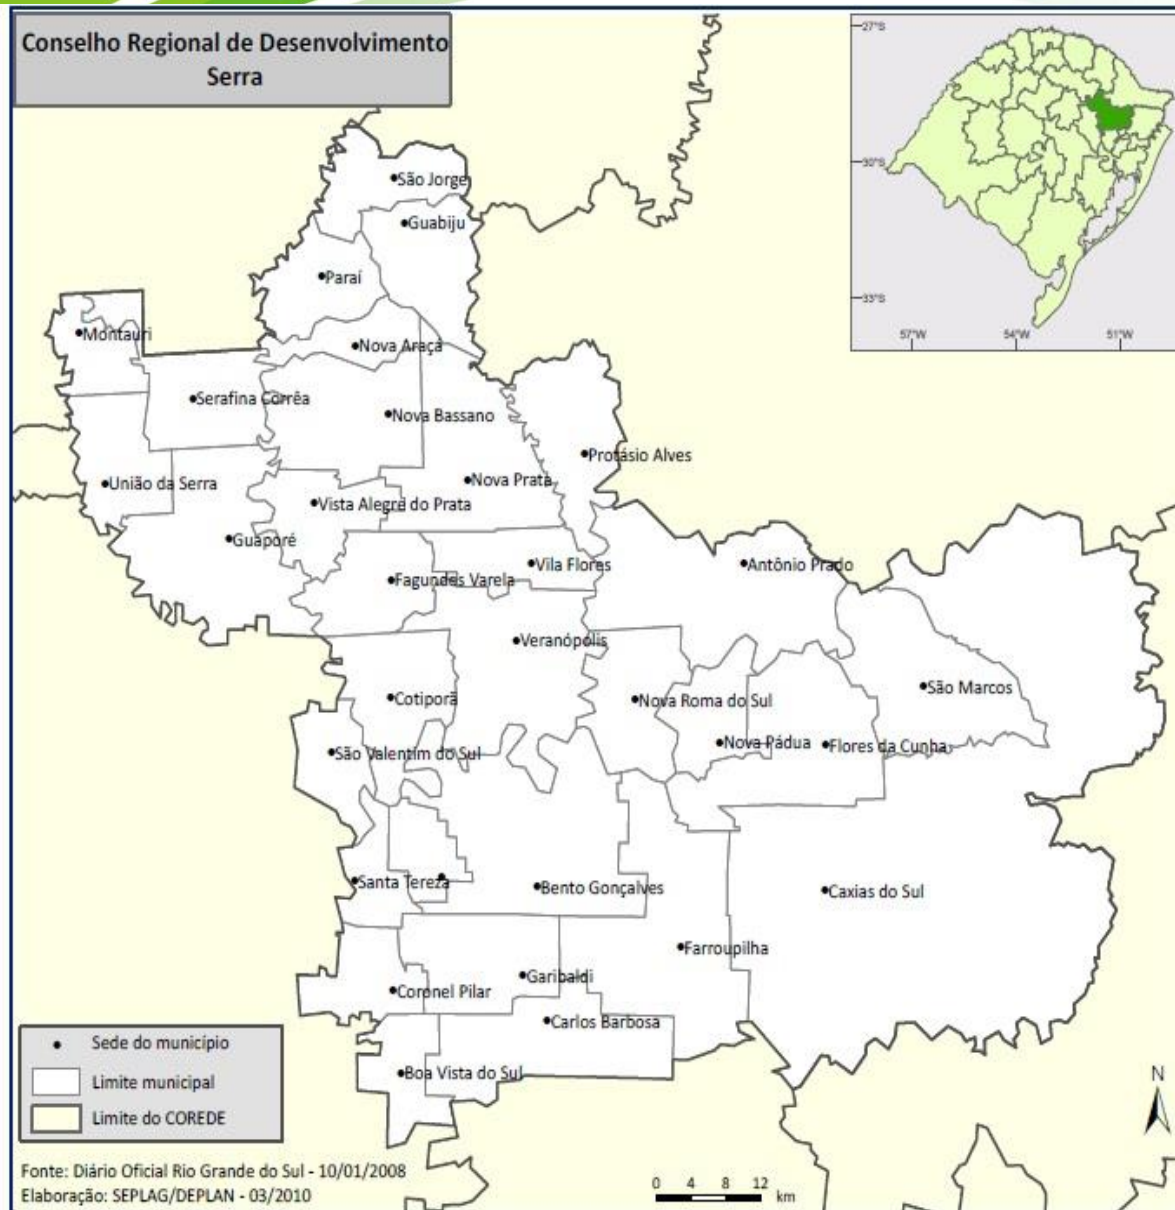 Conselho Regional de Desenvolvimento
Serra
27°S
30°S
33°S
57°W
54°W
51°W
São Jorge
Guabiju
Paraí
Montauri
Nova Araçá
Serafina Corrêa
Nova Bassano
Protásio Alves
União da Serra
Nova Prata
Vista Alegre do Prata
Guaporé
Vila Flores
Antônio Prado
Fagundes Varela
Veranópolis
São Marcos
Cotiporã
Nova Roma do Sul
Nova Pádua
Flores da Cunha
São Valentim do Sul
Santa Tereza
Bento Gonçalves
Caxias do Sul
Farroupilha
Garibaldi
Coronel Pilar
Carlos Barbosa
Boa Vista do Sul
Sede do município
Limite municipal
Limite do COREDE
N
Fonte: Diário Oficial Rio Grande do Sul - 10/01/2008
Elaboração: SEPLAG/DEPLAN - 03/2010
0 4 8 12
km